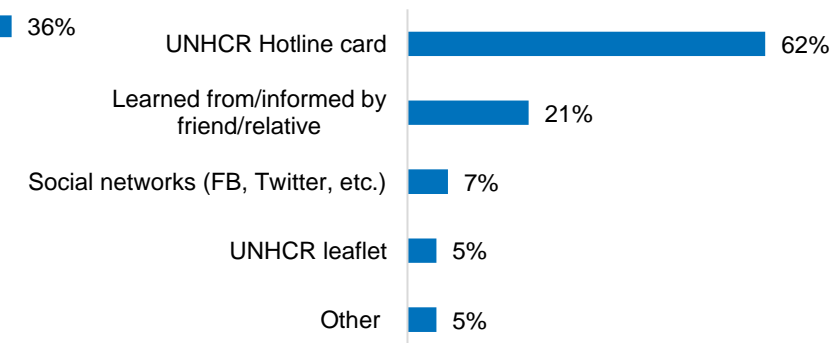 36%
UNHCR Hotline card
62%
Learned from/informed by
friend/relative
21%
Social networks (FB, Twitter, etc.)
7%
UNHCR leaflet
5%
Other
5%